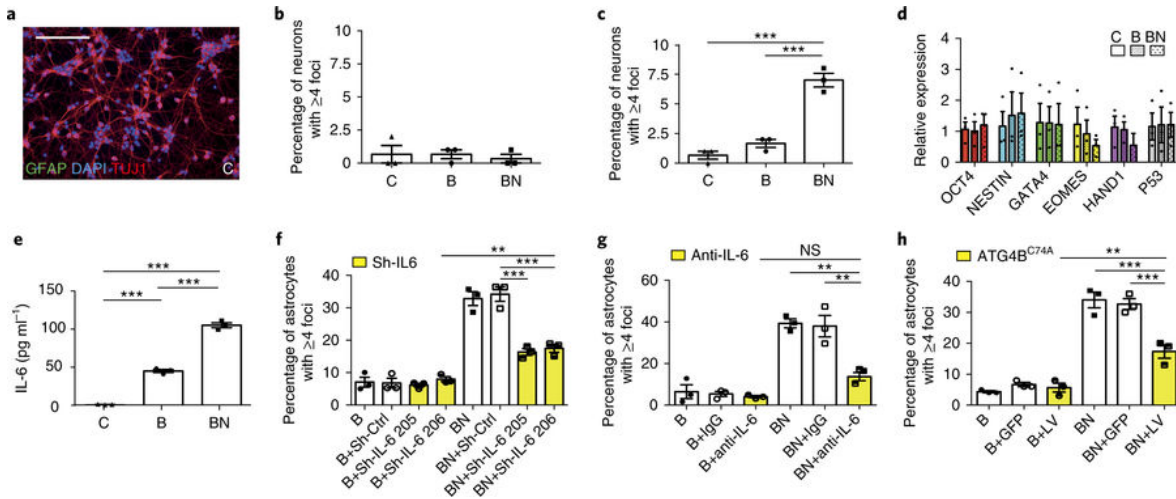 a
GFAP DAPI TUJ1
C
b
Percentage of neurons
with ≥4 foci
10.0
7.5
5.0
2.5
0
C B BN
c
***
***
Percentage of neurons
with ≥4 foci
10.0
7.5
5.0
2.5
0
C B BN
d
C B BN
Relative expression
4
3
2
1
0
OCT4
NESTIN
GATA4
EOMES
HAND1
P53
e
***
***
***
IL-6 (pg ml⁻¹)
150
100
50
0
C B BN
f
Sh-IL6
**
***
***
Percentage of astrocytes
with ≥4 foci
40
30
20
10
0
B
B+Sh-Ctrl
B+Sh-IL-6 205
B+Sh-IL-6 206
BN
BN+Sh-Ctrl
BN+Sh-IL-6 205
BN+Sh-IL-6 206
g
Anti-IL-6
NS
**
**
Percentage of astrocytes
with ≥4 foci
60
40
20
0
B
B+IgG
B+anti-IL-6
BN
BN+IgG
BN+anti-IL-6
h
ATG4B^C74A
**
***
***
Percentage of astrocytes
with ≥4 foci
40
30
20
10
0
B
B+GFP
B+LV
BN
BN+GFP
BN+LV